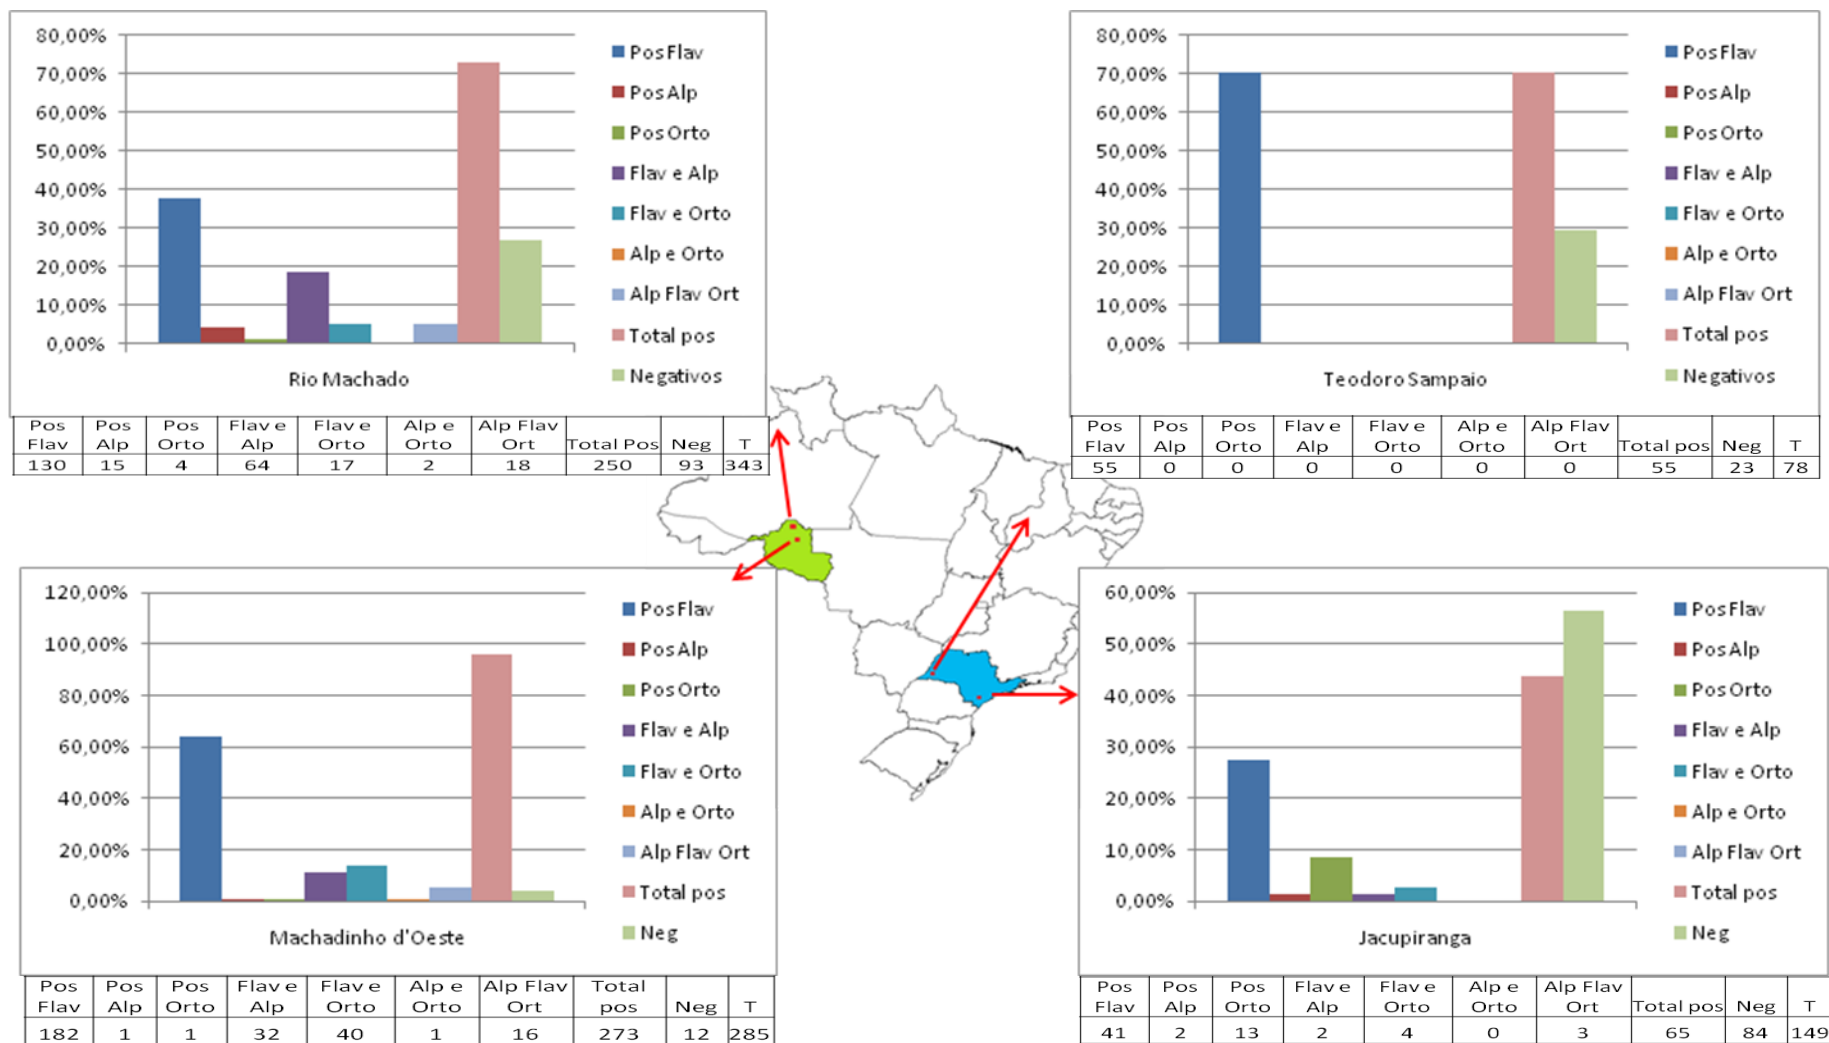 80,00%
70,00%
60,00%
50,00%
40,00%
30,00%
20,00%
10,00%
0,00%
Rio Machado
Pos Flav
Pos Alp
Pos Orto
Flav e Alp
Flav e Orto
Alp e Orto
Alp Flav Ort
Total pos
Negativos
Pos Flav Pos Alp Pos Orto Flav e Alp Flav e Orto Alp e Orto Alp Flav Ort Total Pos Neg T
130 15 4 64 17 2 18 250 93 343
80,00%
70,00%
60,00%
50,00%
40,00%
30,00%
20,00%
10,00%
0,00%
Teodoro Sampaio
Pos Flav
Pos Alp
Pos Orto
Flav e Alp
Flav e Orto
Alp e Orto
Alp Flav Ort
Total pos
Negativos
Pos Flav Pos Alp Pos Orto Flav e Alp Flav e Orto Alp e Orto Alp Flav Ort Total pos Neg T
55 0 0 0 0 0 0 55 23 78
120,00%
100,00%
80,00%
60,00%
40,00%
20,00%
0,00%
Machadinho d'Oeste
Pos Flav
Pos Alp
Pos Orto
Flav e Alp
Flav e Orto
Alp e Orto
Alp Flav Ort
Total pos
Neg
Pos Flav Pos Alp Pos Orto Flav e Alp Flav e Orto Alp e Orto Alp Flav Ort Total pos Neg T
182 1 1 32 40 1 16 273 12 285
60,00%
50,00%
40,00%
30,00%
20,00%
10,00%
0,00%
Jacupiranga
Pos Flav
Pos Alp
Pos Orto
Flav e Alp
Flav e Orto
Alp e Orto
Alp Flav Ort
Total pos
Neg
Pos Flav Pos Alp Pos Orto Flav e Alp Flav e Orto Alp e Orto Alp Flav Ort Total pos Neg T
41 2 13 2 4 0 3 65 84 149